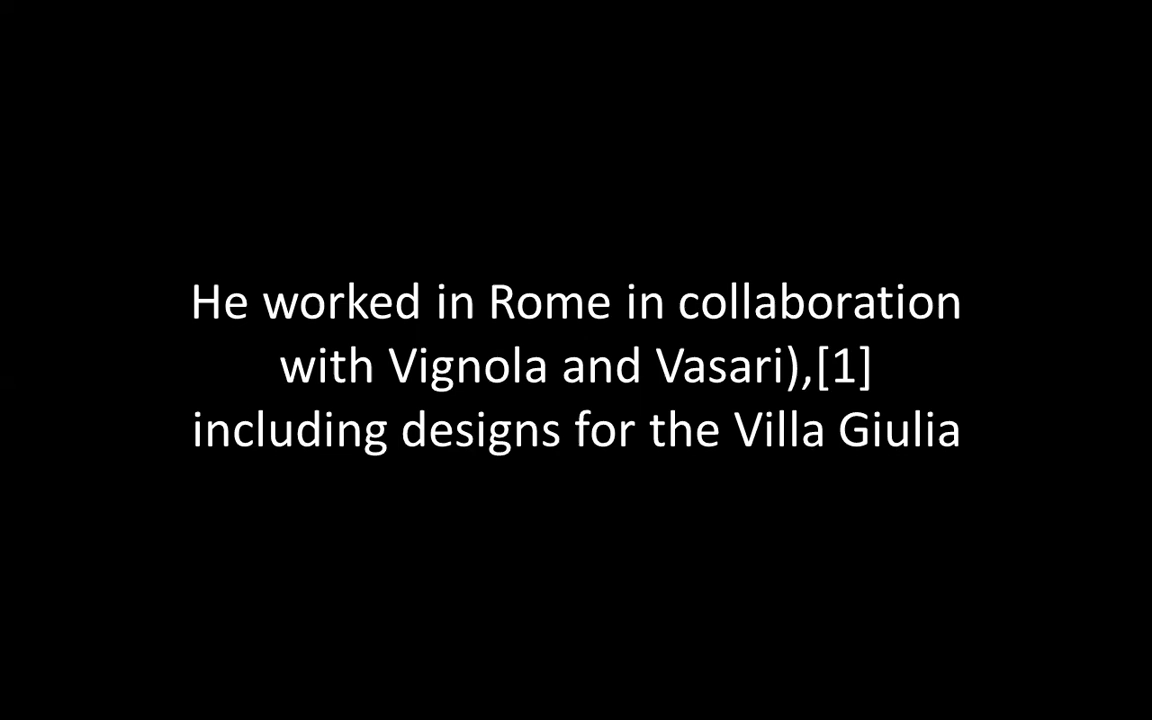 He worked in Rome in collaboration
with Vignola and Vasari),[1]
including designs for the Villa Giulia